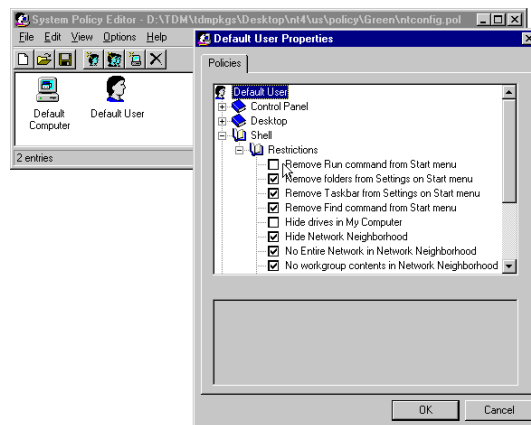 System Policy Editor - D:\TDM\tdmpkgs\Desktop\nt4\us\policy\Green\ntconfig.pol
File Edit View Options Help
Default Computer
Default User
2 entries
Default User Properties
Policies
Default User
Control Panel
Desktop
Shell
Restrictions
Remove Run command from Start menu
Remove folders from Settings on Start menu
Remove Taskbar from Settings on Start menu
Remove Find command from Start menu
Hide drives in My Computer
Hide Network Neighborhood
No Entire Network in Network Neighborhood
No workgroup contents in Network Neighborhood
OK
Cancel